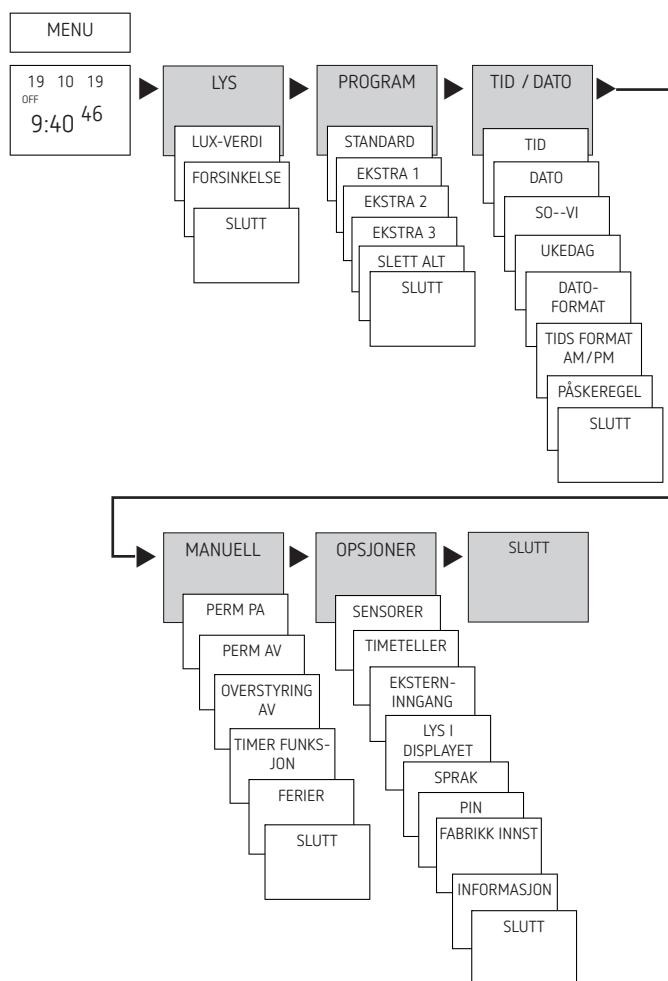 MENU
19 10 19
OFF
9:40 46
LYS
LUX-VERDI
FORSINKELSE
SLUTT
PROGRAM
STANDARD
EKSTRA 1
EKSTRA 2
EKSTRA 3
SLETT ALT
SLUTT
TID / DATO
TID
DATO
SO--VI
UKEDAG
DATO-
FORMAT
TIDS FORMAT
AM/PM
PÅSKEREGEL
SLUTT
MANUELL
PERM PA
PERM AV
OVERSTYRING
AV
TIMER FUNKS-
JON
FERIER
SLUTT
OPSJONER
SENSORER
TIMETELLER
EKSTERN-
INNGANG
LYS I
DISPLAYET
SPRAK
PIN
FABRIKK INNST
INFORMASJON
SLUTT
SLUTT